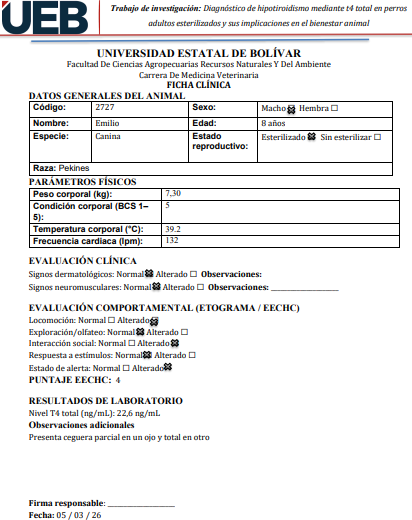 UEB
Trabajo de investigación: Diagnóstico de hipotiroidismo mediante t4 total en perros
adultos esterilizados y sus implicaciones en el bienestar animal
UNIVERSIDAD ESTATAL DE BOLÍVAR
Facultad De Ciencias Agropecuarias Recursos Naturales Y Del Ambiente
Carrera De Medicina Veterinaria
FICHA CLÍNICA
DATOS GENERALES DEL ANIMAL
Código: 2727 Sexo: Macho ☒ Hembra ☐
Nombre: Emilio Edad: 8 años
Especie: Canina Estado reproductivo: Esterilizado ☒ Sin esterilizar ☐
Raza: Pekines
PARÁMETROS FÍSICOS
Peso corporal (kg): 7,30
Condición corporal (BCS 1–5): 5
Temperatura corporal (°C): 39.2
Frecuencia cardiaca (lpm): 132
EVALUACIÓN CLÍNICA
Signos dermatológicos: Normal ☒ Alterado ☐ Observaciones:
Signos neuromusculares: Normal ☒ Alterado ☐ Observaciones: ________________
EVALUACIÓN COMPORTAMENTAL (ETOGRAMA / EECHC)
Locomoción: Normal ☐ Alterado ☒
Exploración/olfateo: Normal ☒ Alterado ☐
Interacción social: Normal ☐ Alterado ☒
Respuesta a estímulos: Normal ☒ Alterado ☐
Estado de alerta: Normal ☐ Alterado ☒
PUNTAJE EECHC: 4
RESULTADOS DE LABORATORIO
Nivel T4 total (ng/mL): 22,6 ng/mL
Observaciones adicionales
Presenta ceguera parcial en un ojo y total en otro
Firma responsable: ________________
Fecha: 05 / 03 / 26